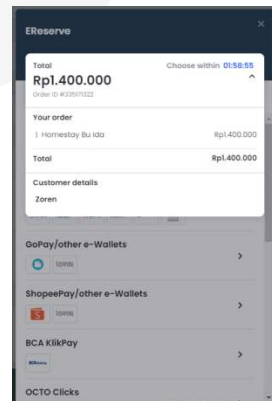 EReserve
Total
Choose within 01:58:55
Rp1.400.000
Your order
1 Homestay Bu Ida
Rp1.400.000
Total
Rp1.400.000
Customer details
Zoren
GoPay/other e-Wallets
ShopeePay/other e-Wallets
BCA KlikPay
OCTO Clicks